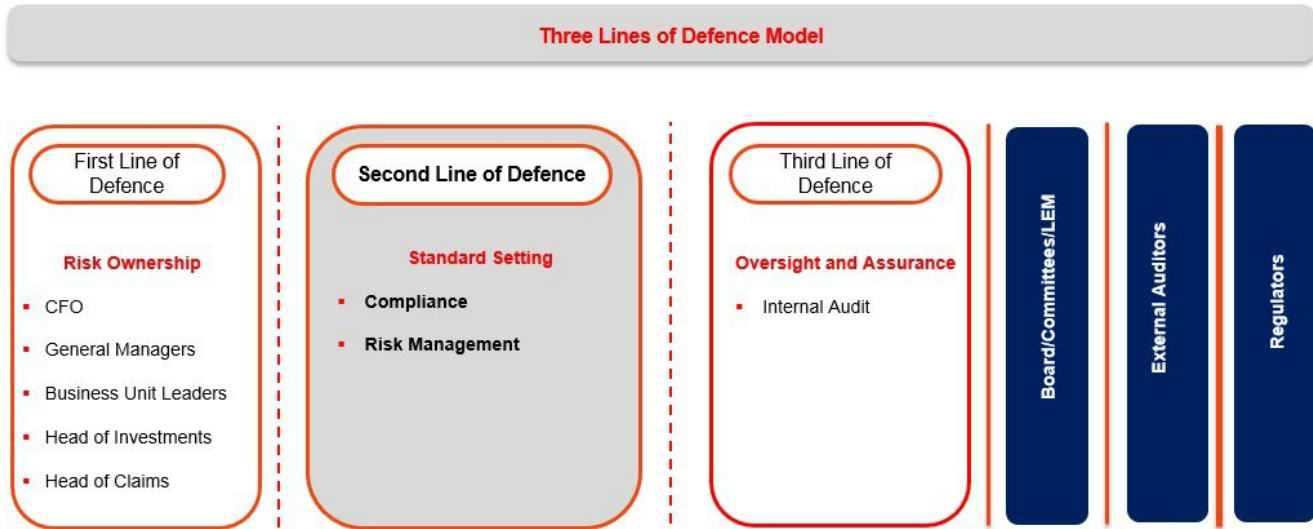 Three Lines of Defence Model
First Line of
Defence
Risk Ownership
▪ CFO
▪ General Managers
▪ Business Unit Leaders
▪ Head of Investments
▪ Head of Claims
Second Line of Defence
Standard Setting
▪ Compliance
▪ Risk Management
Third Line of
Defence
Oversight and Assurance
▪ Internal Audit
Board/Committees/LEM
External Auditors
Regulators